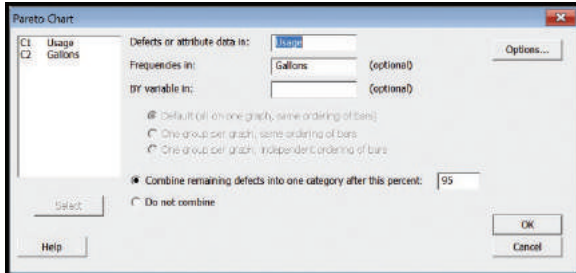 Pareto Chart
C1 Usage
C2 Gallons
Defects or attribute data in: Usage
Frequencies in: Gallons (optional)
BY variable in: (optional)
Default (all on one graph, same ordering of bars)
One group per graph, same ordering of bars
One group per graph, independent ordering of bars
Combine remaining defects into one category after this percent: 95
Do not combine
Options...
Select
Help
OK
Cancel